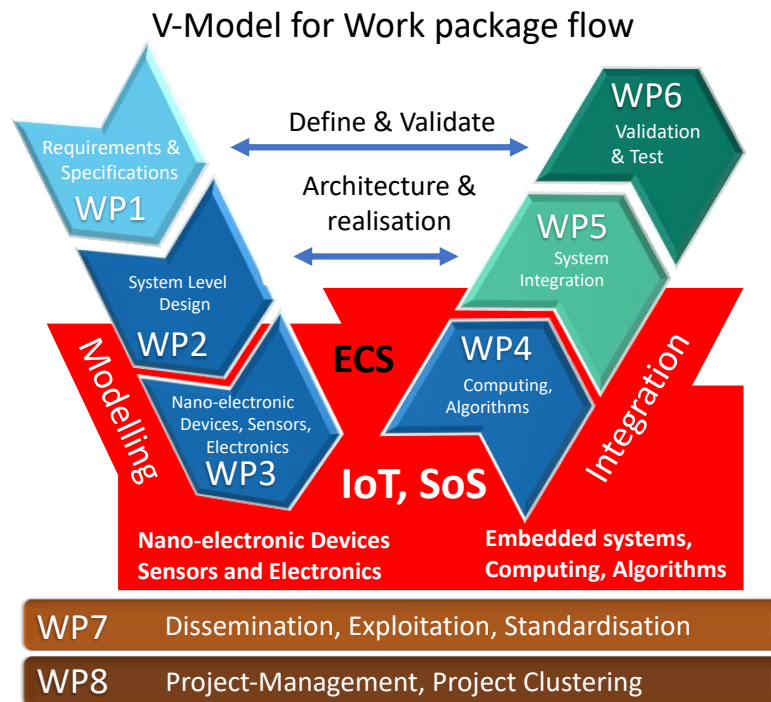 V-Model for Work package flow
Requirements &
Specifications
WP1
Define & Validate
WP6
Validation
& Test
Architecture &
realisation
System Level
Design
WP2
WP5
System
Integration
Modelling
ECS
WP4
Computing,
Algorithms
Nano-electronic
Devices, Sensors,
Electronics
WP3
Integration
IoT, SoS
Nano-electronic Devices
Sensors and Electronics
Embedded systems,
Computing, Algorithms
WP7 Dissemination, Exploitation, Standardisation
WP8 Project-Management, Project Clustering